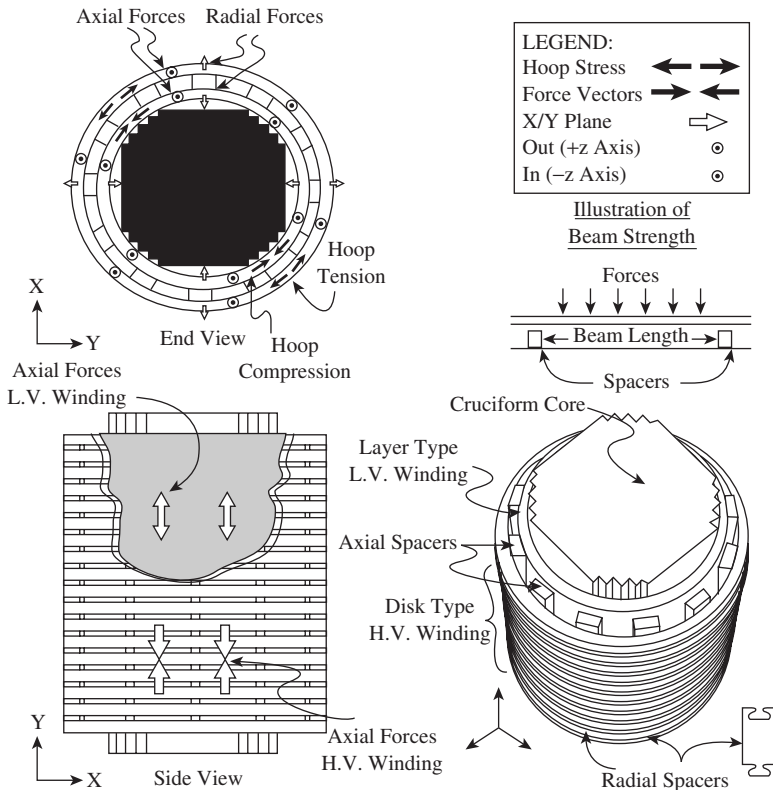 Axial Forces
Radial Forces
LEGEND:
Hoop Stress
Force Vectors
X/Y Plane
Out (+z Axis)
In (−z Axis)
Illustration of
Beam Strength
Hoop
Tension
X
Y
End View
Hoop
Compression
Forces
Beam Length
Spacers
Axial Forces
L.V. Winding
Cruciform Core
Layer Type
L.V. Winding
Axial Spacers
Disk Type
H.V. Winding
Y
X
Side View
Axial Forces
H.V. Winding
Radial Spacers